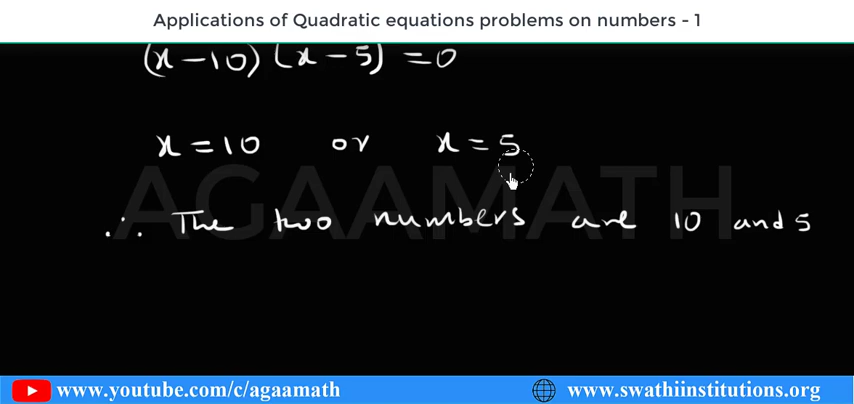 Applications of Quadratic equations problems on numbers - 1
(x - 10) (x - 5) = 0
x = 10 or x = 5
AGAAMATH
∴ The two numbers are 10 and 5
www.youtube.com/c/agaamath www.swathiinstitutions.org